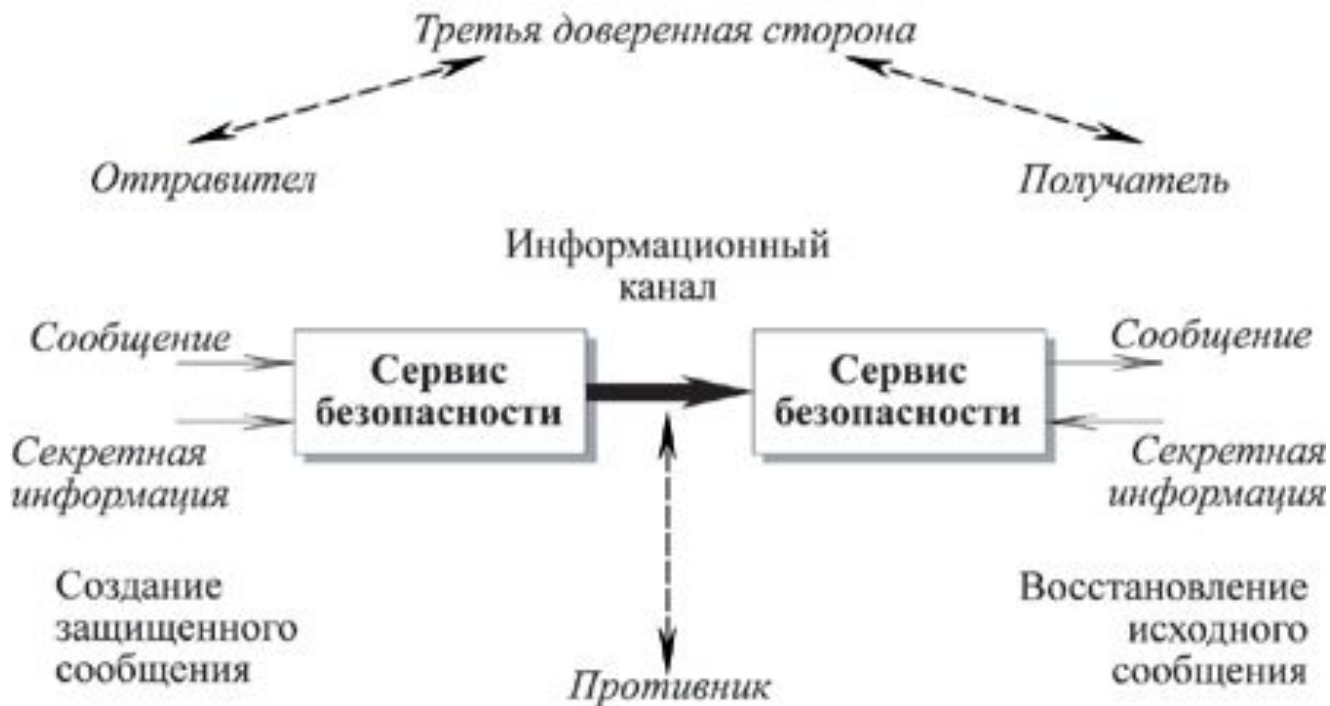 Третья доверенная сторона
Отправител
Получатель
Информационный
канал
Сообщение
Сервис
безопасности
Сервис
безопасности
Сообщение
Секретная
информация
Секретная
информация
Создание
защищенного
сообщения
Противник
Восстановление
исходного
сообщения